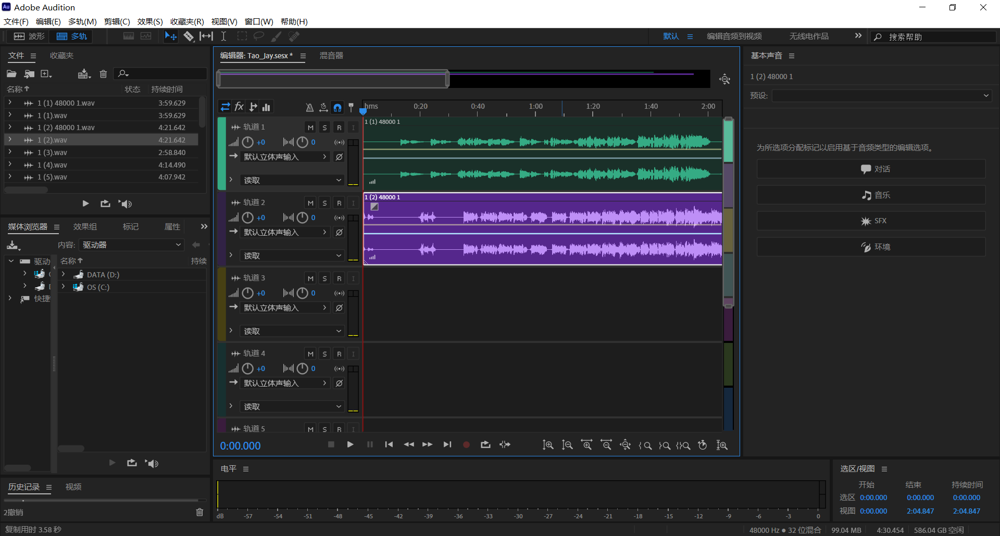 Adobe Audition
文件(F) 编辑(E) 多轨(M) 剪辑(C) 效果(S) 收藏夹(R) 视图(V) 窗口(W) 帮助(H)
波形 多轨 默认 编辑音频到视频 无线电作品 搜索帮助
文件 收藏夹
名称 状态 持续时间
1 (1) 48000 1.wav 3:59.629
1 (1).wav 3:59.629
1 (2) 48000 1.wav 4:21.642
1 (2).wav 4:21.642
1 (3).wav 2:58.840
1 (4).wav 4:14.490
1 (5).wav 4:07.942
媒体浏览器 效果组 标记 属性
内容: 驱动器
驱动
快捷
名称 持续
DATA (D:)
OS (C:)
历史记录 视频
2撤销
复制用时 3.58 秒
编辑器: Tao_Jay.sesx * 混音器
fx
hms 0:20 0:40 1:00 1:20 1:40 2:00
轨道 1 M S R I
+0 0
默认立体声输入
读取
1 (1) 48000 1
轨道 2 M S R I
+0 0
默认立体声输入
读取
1 (2) 48000 1
轨道 3 M S R I
+0 0
默认立体声输入
读取
轨道 4 M S R I
+0 0
默认立体声输入
读取
轨道 5 M S R I
0:00.000
电平
dB -57 -54 -51 -48 -45 -42 -39 -36 -33 -30 -27 -24 -21 -18 -15 -12 -9 -6 -3 0
基本声音
1 (2) 48000 1
预设:
为所选项分配标记以启用基于音频类型的编辑选项。
对话
音乐
SFX
环境
选区/视图
开始 结束 持续时间
选区 0:00.000 0:00.000 0:00.000
视图 0:00.000 2:04.847 2:04.847
48000 Hz ● 32 位混合 99.04 MB 4:30.454 586.04 GB 空闲